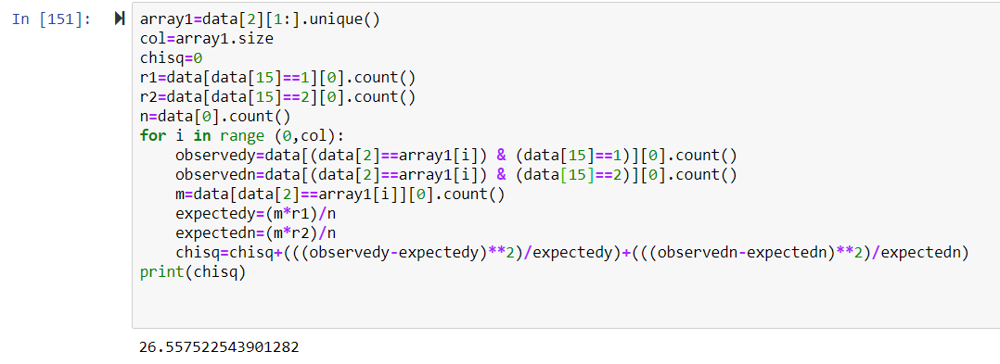 In [151]:
array1=data[2][1:].unique()
col=array1.size
chisq=0
r1=data[data[15]==1][0].count()
r2=data[data[15]==2][0].count()
n=data[0].count()
for i in range (0,col):
    observedy=data[(data[2]==array1[i]) & (data[15]==1)][0].count()
    observedn=data[(data[2]==array1[i]) & (data[15]==2)][0].count()
    m=data[data[2]==array1[i]][0].count()
    expectedy=(m*r1)/n
    expectedn=(m*r2)/n
    chisq=chisq+(((observedy-expectedy)**2)/expectedy)+(((observedn-expectedn)**2)/expectedn)
print(chisq)
26.557522543901282